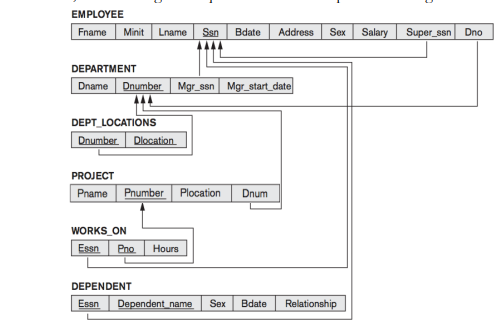 EMPLOYEE
Fname Minit Lname Ssn Bdate Address Sex Salary Super_ssn Dno
DEPARTMENT
Dname Dnumber Mgr_ssn Mgr_start_date
DEPT_LOCATIONS
Dnumber Dlocation
PROJECT
Pname Pnumber Plocation Dnum
WORKS_ON
Essn Pno Hours
DEPENDENT
Essn Dependent_name Sex Bdate Relationship